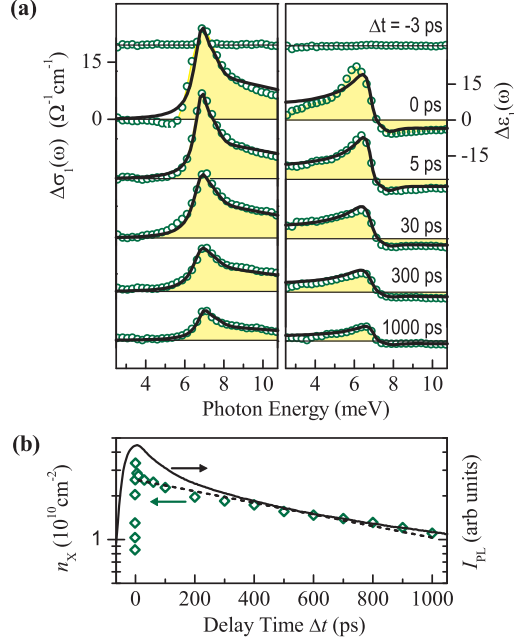 (a)
Δt = -3 ps
15
0
Δσ₁(ω) (Ω⁻¹cm⁻¹)
15
0
-15
Δε₁(ω)
0 ps
5 ps
30 ps
300 ps
1000 ps
4 6 8 10 4 6 8 10
Photon Energy (meV)
(b)
n_X (10¹⁰cm⁻²)
1
I_PL (arb units)
0 200 400 600 800 1000
Delay Time Δt (ps)